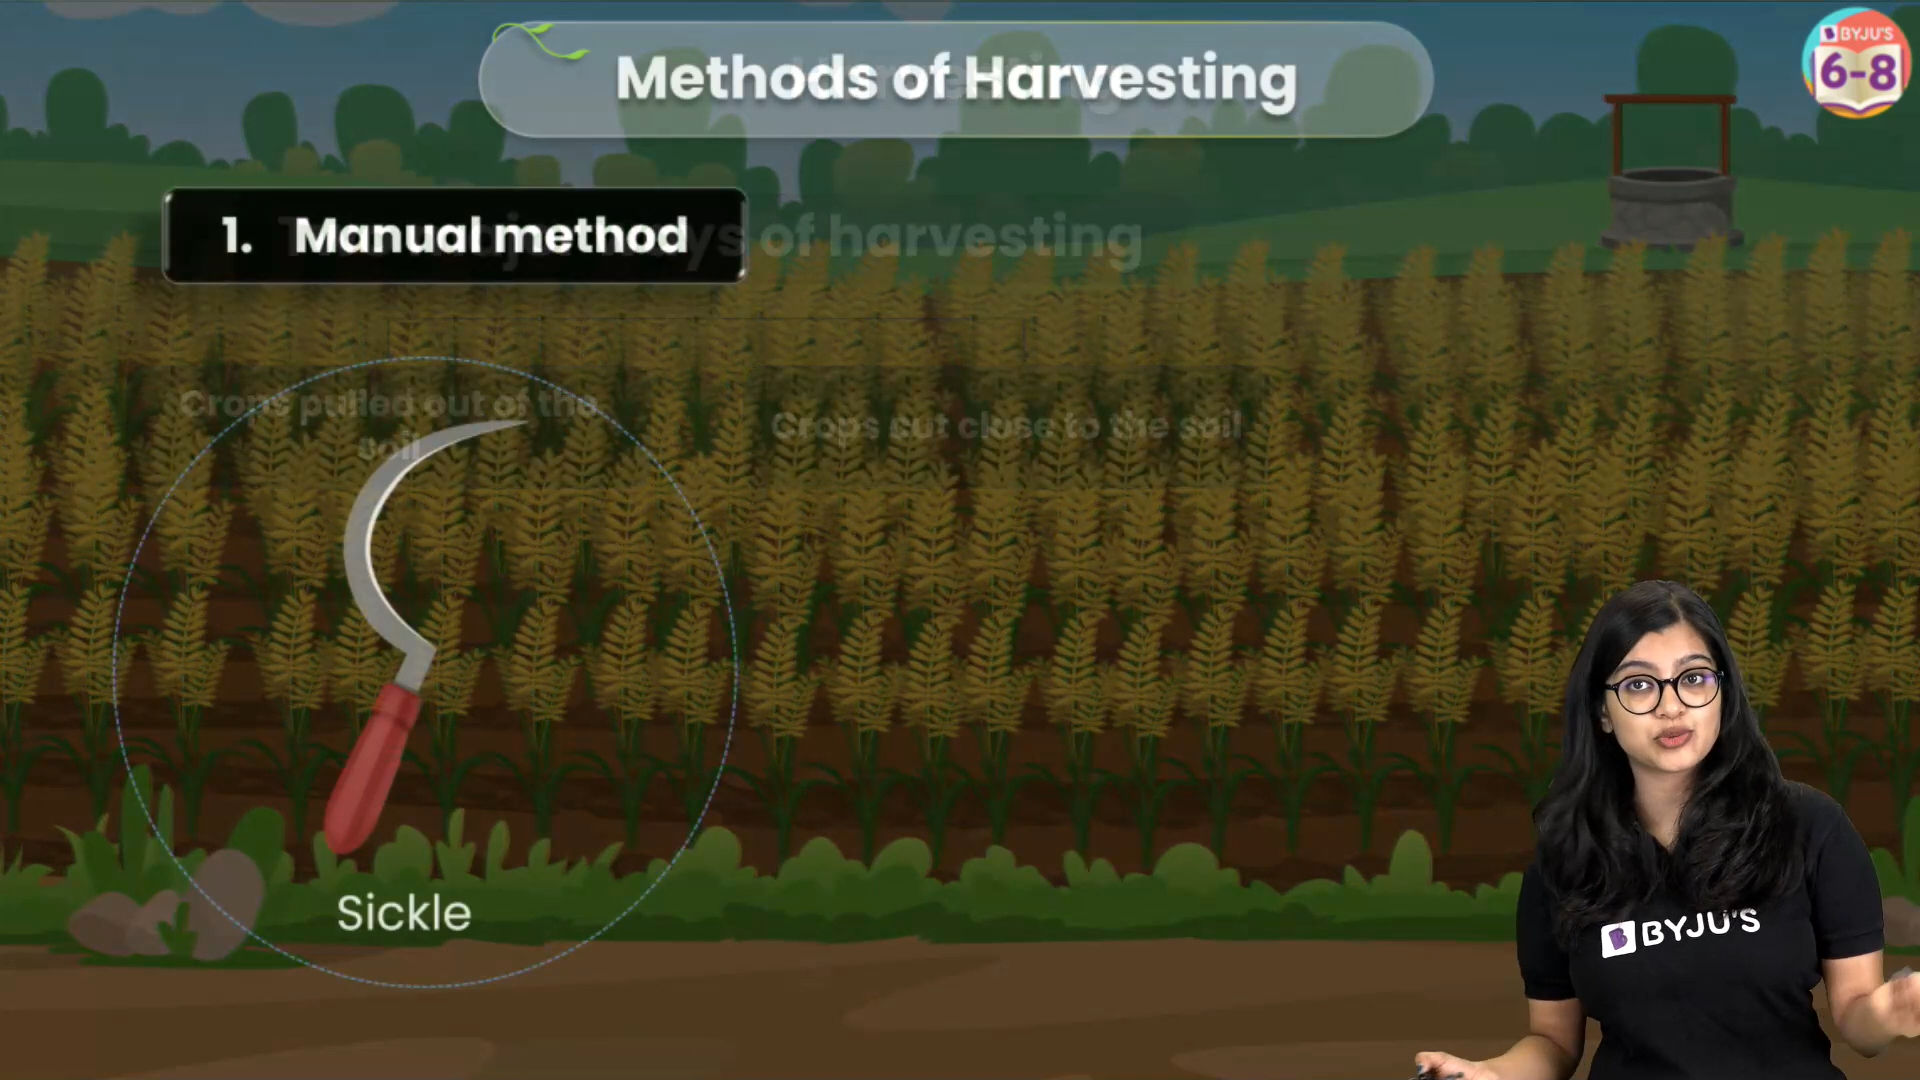 Methods of Harvesting
BYJU'S
6-8
1. Manual method
ys of harvesting
Crops pulled out of the
soil
Crops cut close to the soil
Sickle
BYJU'S